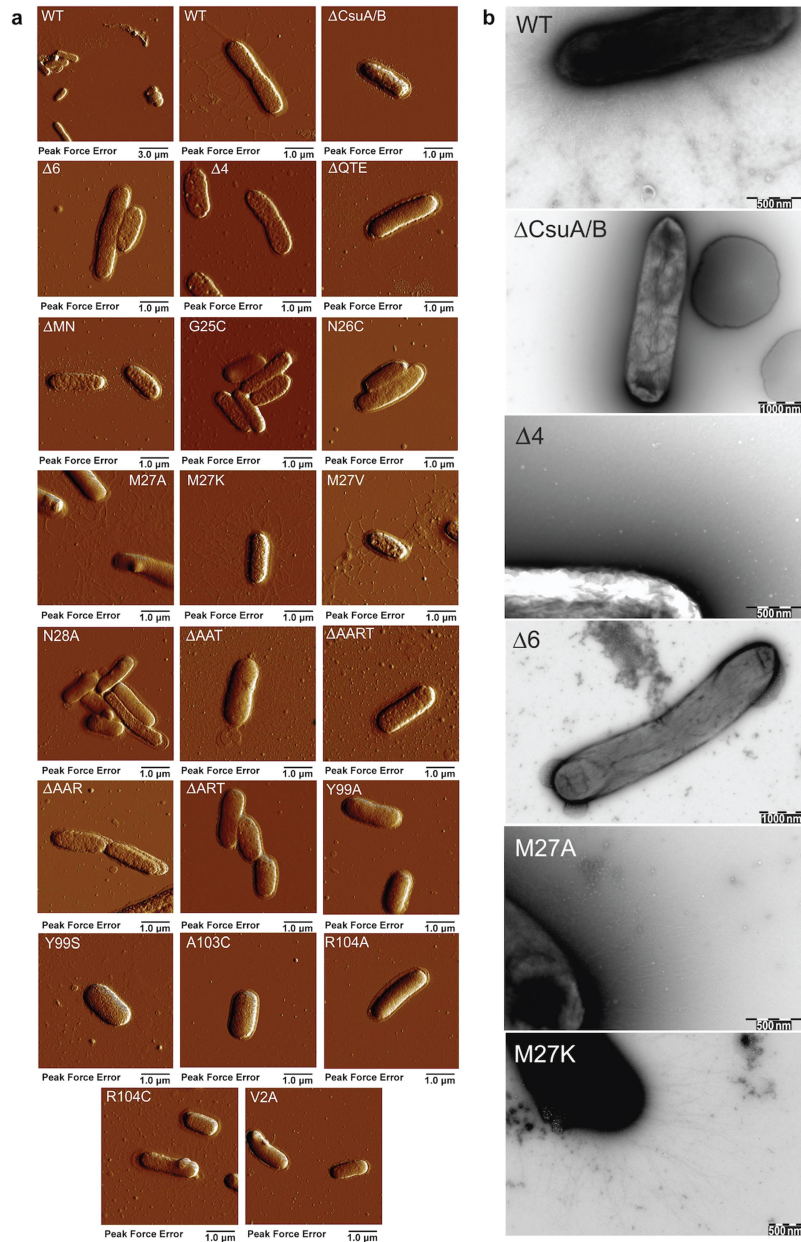 a
WT WT ΔCsuA/B
Peak Force Error 3.0 µm Peak Force Error 1.0 µm Peak Force Error 1.0 µm
Δ6 Δ4 ΔQTE
Peak Force Error 1.0 µm Peak Force Error 1.0 µm Peak Force Error 1.0 µm
ΔMN G25C N26C
Peak Force Error 1.0 µm Peak Force Error 1.0 µm Peak Force Error 1.0 µm
M27A M27K M27V
Peak Force Error 1.0 µm Peak Force Error 1.0 µm Peak Force Error 1.0 µm
N28A ΔAAT ΔAART
Peak Force Error 1.0 µm Peak Force Error 1.0 µm Peak Force Error 1.0 µm
ΔAAR ΔART Y99A
Peak Force Error 1.0 µm Peak Force Error 1.0 µm Peak Force Error 1.0 µm
Y99S A103C R104A
Peak Force Error 1.0 µm Peak Force Error 1.0 µm Peak Force Error 1.0 µm
R104C V2A
Peak Force Error 1.0 µm Peak Force Error 1.0 µm
b
WT
500 nm
ΔCsuA/B
1000 nm
Δ4
500 nm
Δ6
1000 nm
M27A
500 nm
M27K
500 nm